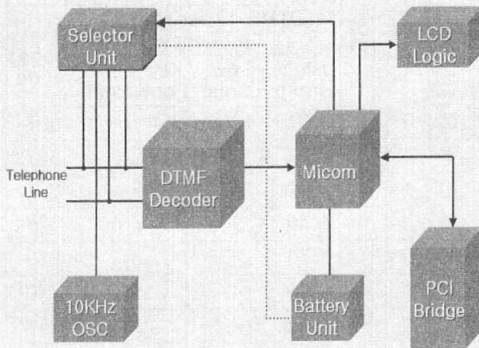 Selector
Unit
LCD
Logic
Telephone
Line
DTMF
Decoder
Micom
10KHz
OSC
Battery
Unit
PCI
Bridge